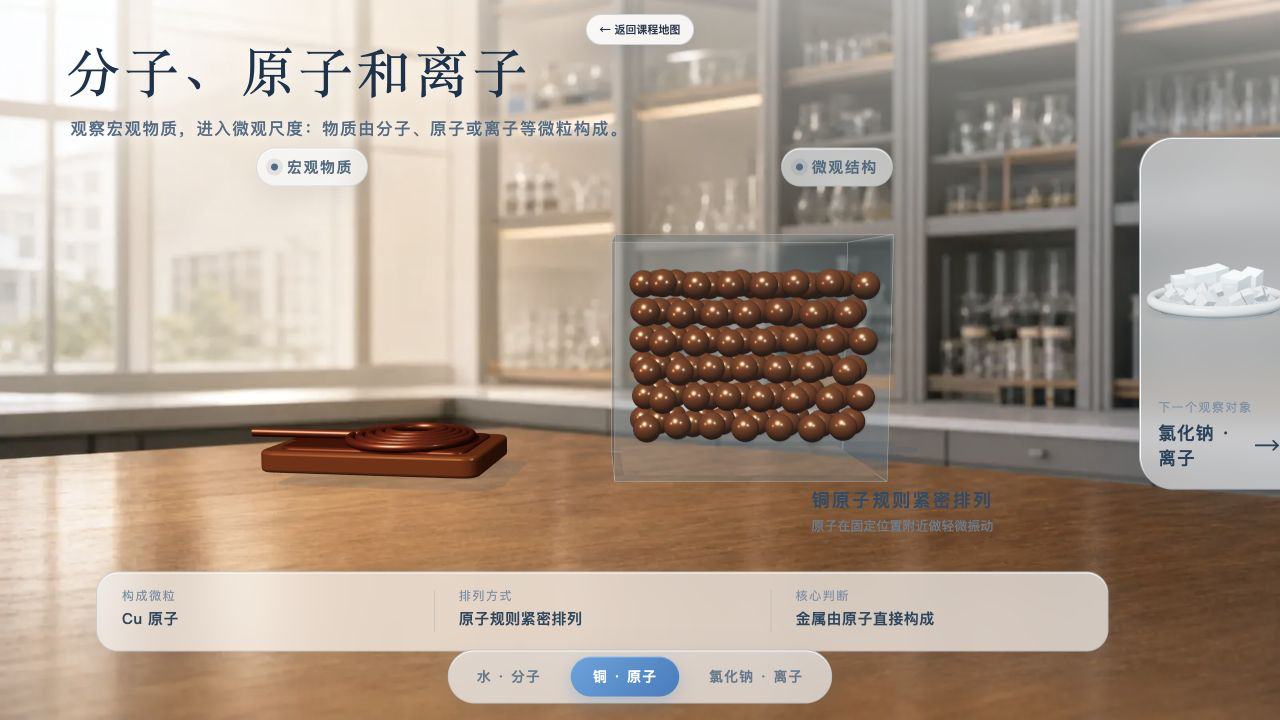 ← 返回课程地图
分子、原子和离子
观察宏观物质，进入微观尺度：物质由分子、原子或离子等微粒构成。
宏观物质
微观结构
下一个观察对象
氯化钠 ·
离子
→
铜原子规则紧密排列
原子在固定位置附近做轻微振动
构成微粒
Cu 原子
排列方式
原子规则紧密排列
核心判断
金属由原子直接构成
水 · 分子
铜 · 原子
氯化钠 · 离子